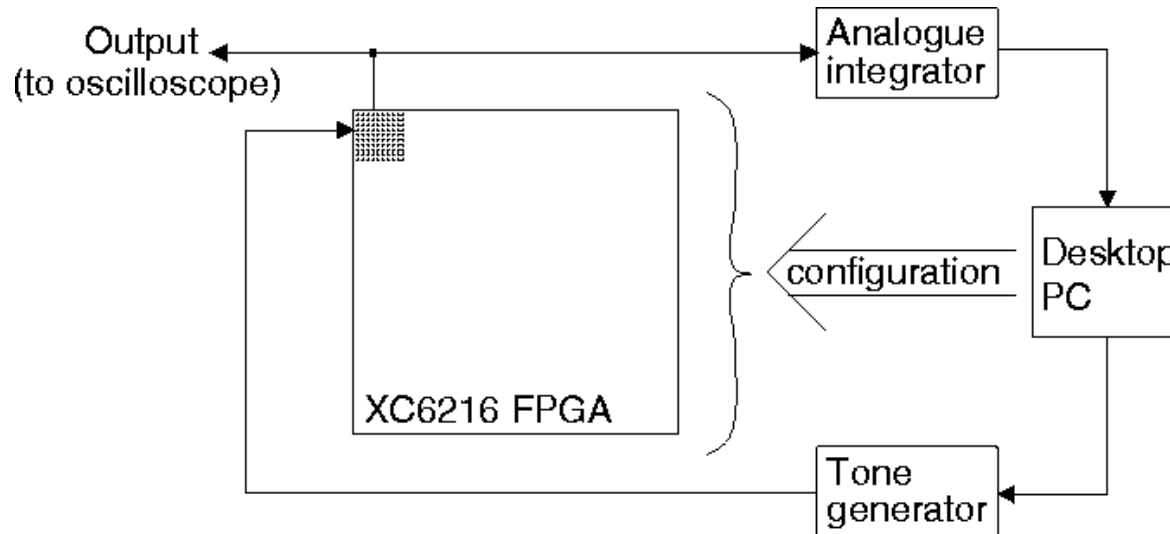 Output
(to oscilloscope)
Analogue
integrator
configuration
Desktop
PC
XC6216 FPGA
Tone
generator